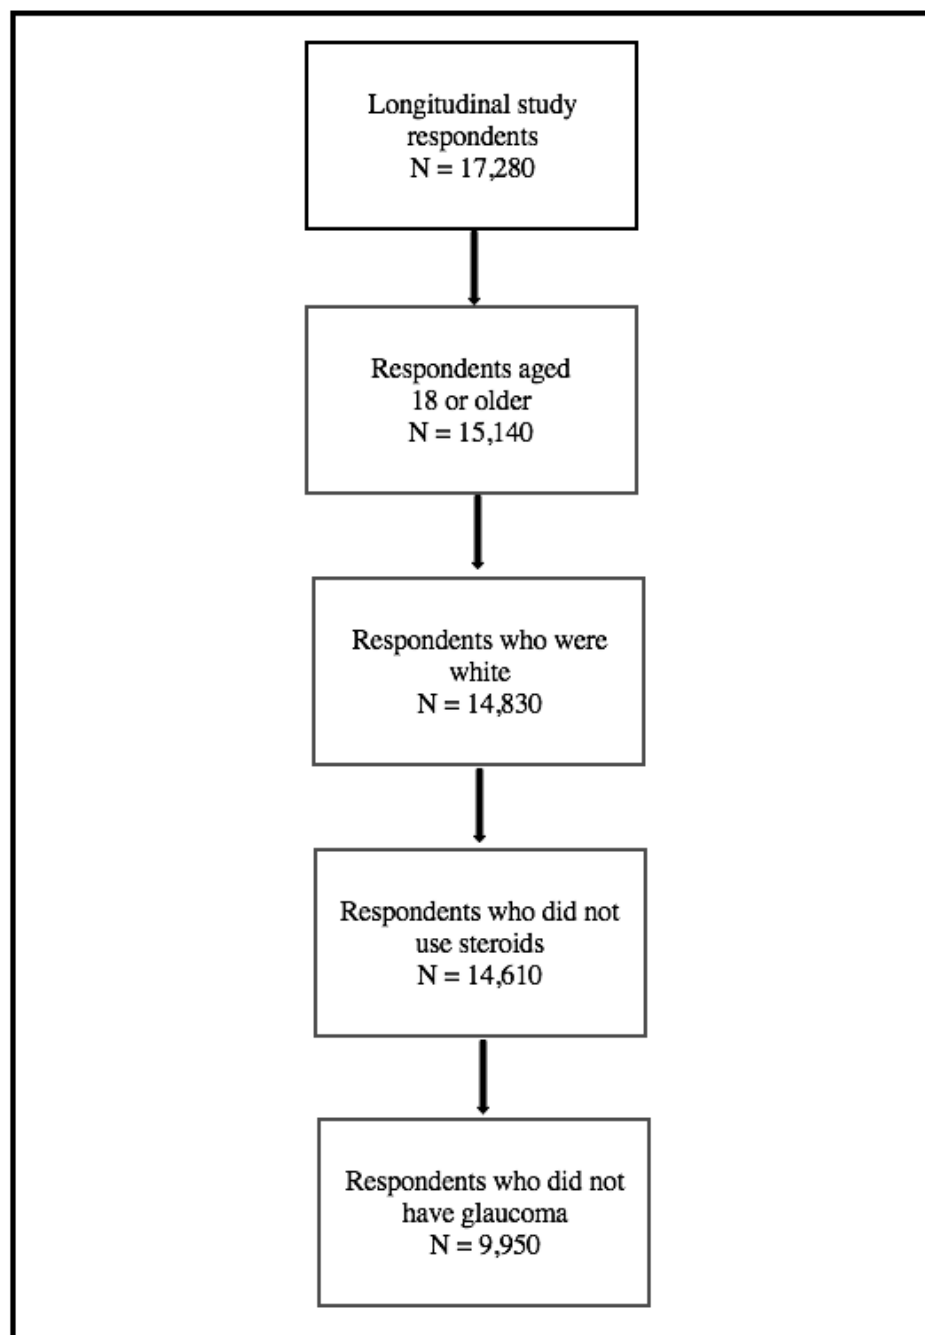 Longitudinal study
respondents
N = 17,280
Respondents aged
18 or older
N = 15,140
Respondents who were
white
N = 14,830
Respondents who did not
use steroids
N = 14,610
Respondents who did not
have glaucoma
N = 9,950